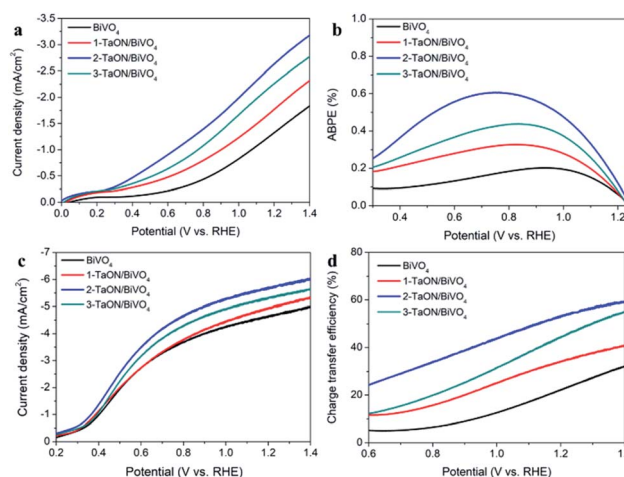 a
BiVO4
1-TaON/BiVO4
2-TaON/BiVO4
3-TaON/BiVO4
Current density (mA/cm²)
-3.5
-3.0
-2.5
-2.0
-1.5
-1.0
-0.5
0.0
0.0 0.2 0.4 0.6 0.8 1.0 1.2 1.4
Potential (V vs. RHE)
b
BiVO4
1-TaON/BiVO4
2-TaON/BiVO4
3-TaON/BiVO4
ABPE (%)
1.0
0.8
0.6
0.4
0.2
0.0
0.4 0.6 0.8 1.0 1.2
Potential (V vs. RHE)
c
BiVO4
1-TaON/BiVO4
2-TaON/BiVO4
3-TaON/BiVO4
Current density (mA/cm²)
-7
-6
-5
-4
-3
-2
-1
0
0.2 0.4 0.6 0.8 1.0 1.2 1.4
Potential (V vs. RHE)
d
BiVO4
1-TaON/BiVO4
2-TaON/BiVO4
3-TaON/BiVO4
Charge transfer efficiency (%)
80
60
40
20
0
0.6 0.8 1.0 1.2 1.4
Potential (V vs. RHE)